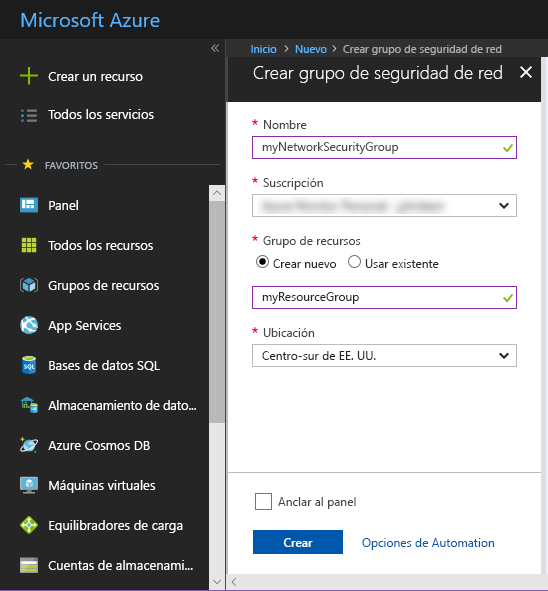 Microsoft Azure
Crear un recurso
Todos los servicios
FAVORITOS
Panel
Todos los recursos
Grupos de recursos
App Services
SQL
Bases de datos SQL
Almacenamiento de dato...
Azure Cosmos DB
Máquinas virtuales
Equilibradores de carga
Cuentas de almacenami...
Inicio > Nuevo > Crear grupo de seguridad de red
Crear grupo de seguridad de red
* Nombre
myNetworkSecurityGroup
* Suscripción
* Grupo de recursos
Crear nuevo Usar existente
myResourceGroup
* Ubicación
Centro-sur de EE. UU.
Anclar al panel
Crear Opciones de Automation